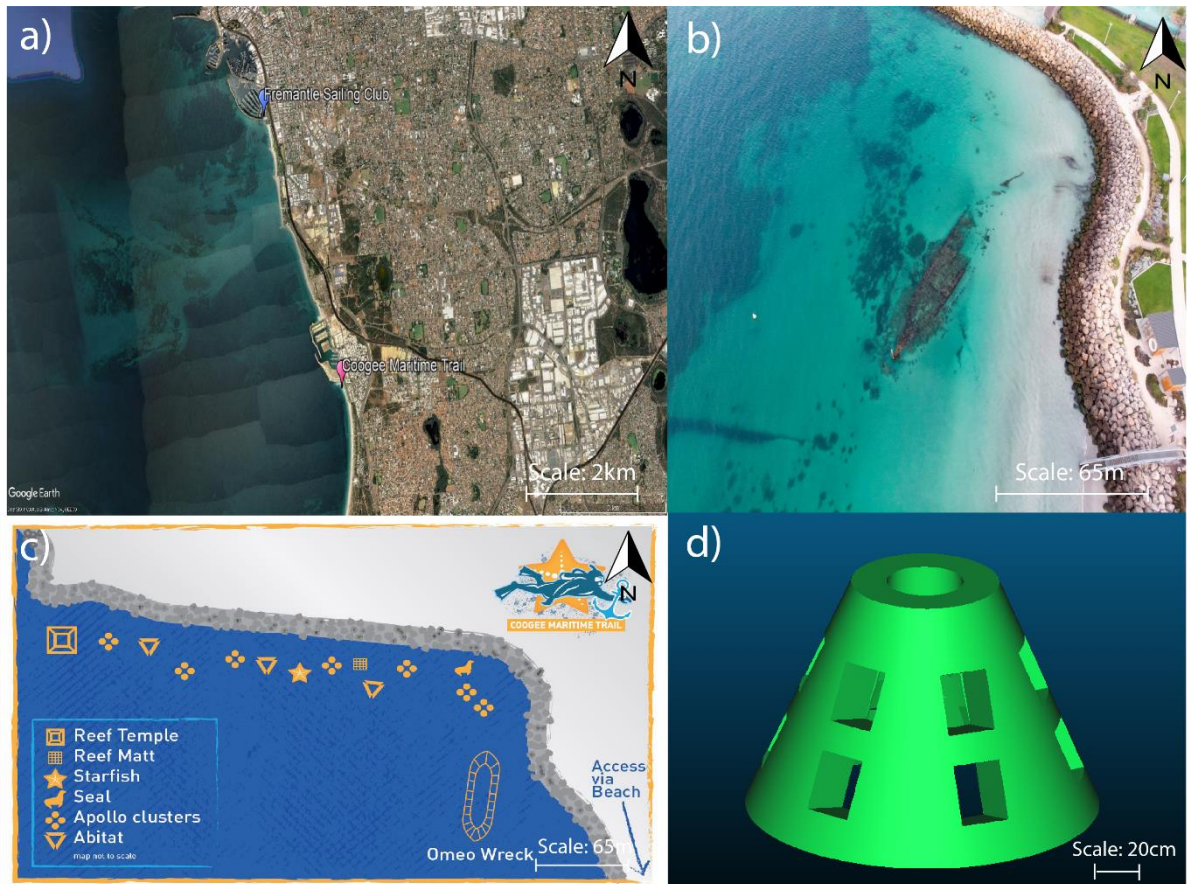 a)
N
Fremantle Sailing Club
Coogee Maritime Trail
Scale: 2km
Google Earth
b)
N
Scale: 65m
c)
N
COOGEE MARITIME TRAIL
Reef Temple
Reef Matt
Starfish
Seal
Apollo clusters
Abitat
map not to scale
Access
via
Beach
Omeo Wreck
Scale: 65m
d)
Scale: 20cm